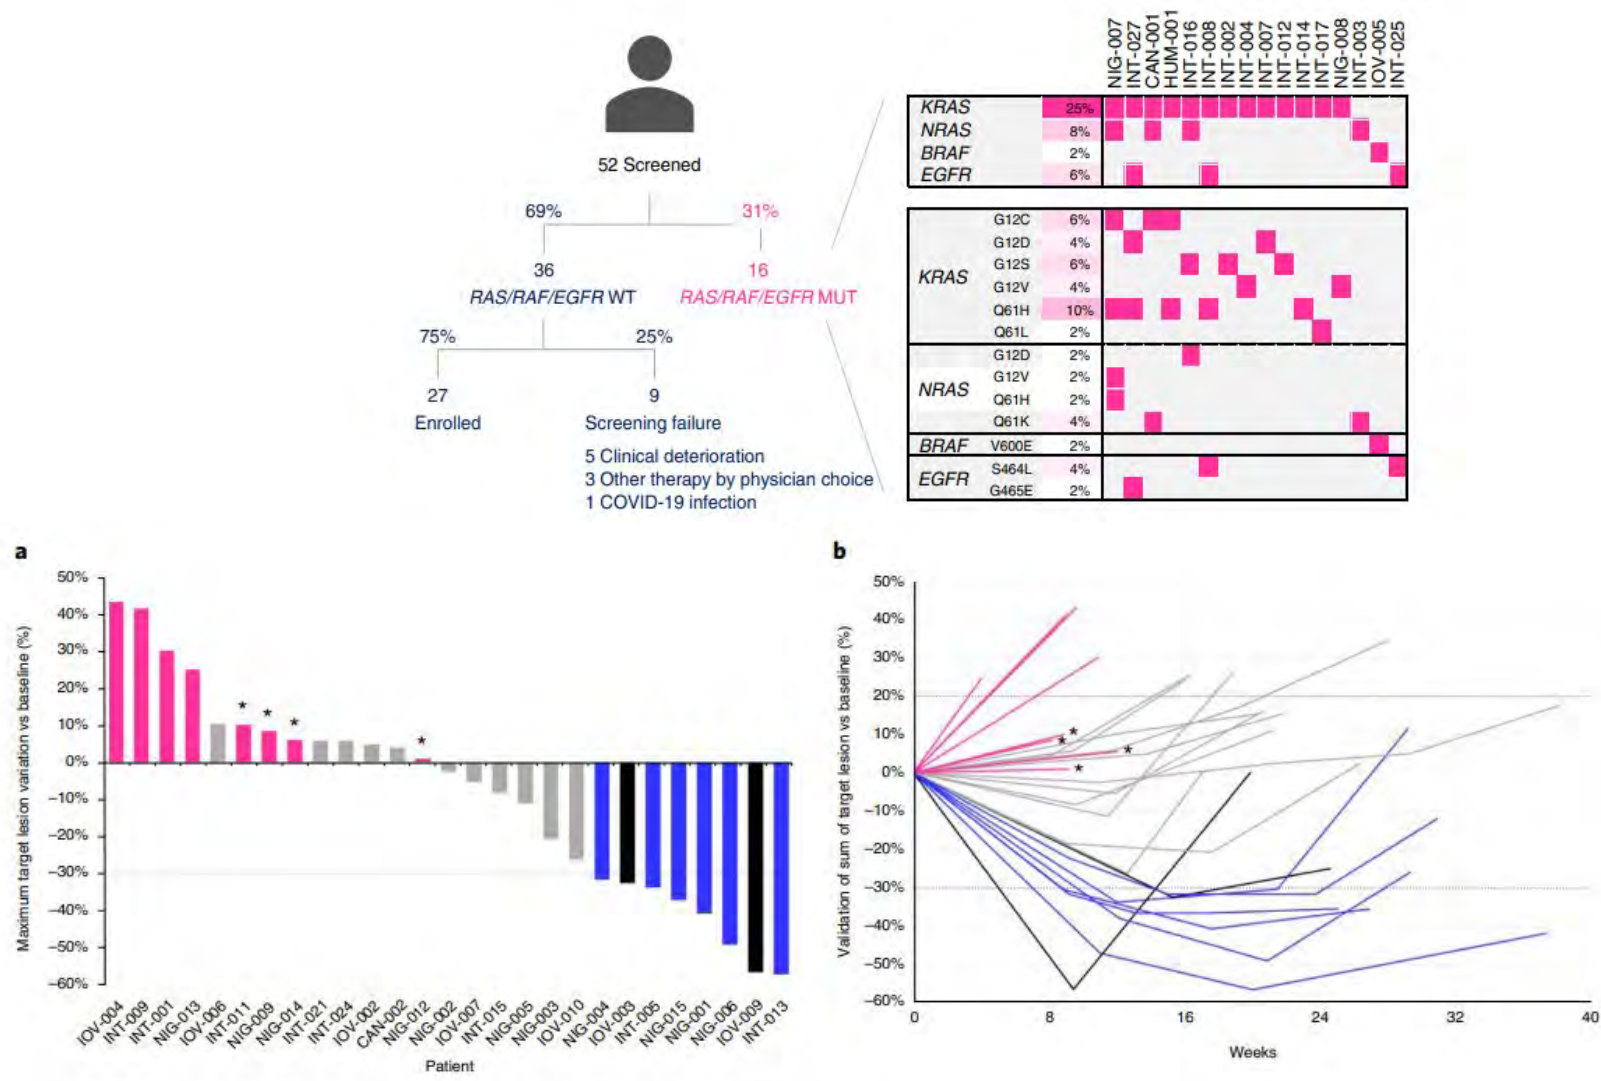 52 Screened
69%
31%
36
16
RAS/RAF/EGFR WT
RAS/RAF/EGFR MUT
75%
25%
27
9
Enrolled
Screening failure
5 Clinical deterioration
3 Other therapy by physician choice
1 COVID-19 infection
NIG-007
INT-027
CAN-001
HUM-001
INT-016
INT-008
INT-002
INT-004
INT-007
INT-012
INT-014
INT-017
NIG-008
INT-003
IOV-005
INT-025
KRAS 25%
NRAS 8%
BRAF 2%
EGFR 6%
KRAS
G12C 6%
G12D 4%
G12S 6%
G12V 4%
Q61H 10%
Q61L 2%
NRAS
G12D 2%
G12V 2%
Q61H 2%
Q61K 4%
BRAF V600E 2%
EGFR
S464L 4%
G465E 2%
a
Maximum target lesion variation vs baseline (%)
50%
40%
30%
20%
10%
0%
–10%
–20%
–30%
–40%
–50%
–60%
* * * *
IOV-004
INT-009
INT-001
NIG-013
IOV-006
INT-011
NIG-009
NIG-014
INT-021
INT-024
IOV-002
CAN-002
NIG-012
NIG-002
IOV-007
INT-015
NIG-005
NIG-003
IOV-010
NIG-004
IOV-003
INT-005
NIG-015
NIG-001
NIG-006
IOV-009
INT-013
Patient
b
Validation of sum of target lesion vs baseline (%)
50%
40%
30%
20%
10%
0%
–10%
–20%
–30%
–40%
–50%
–60%
* * * *
0 8 16 24 32 40
Weeks